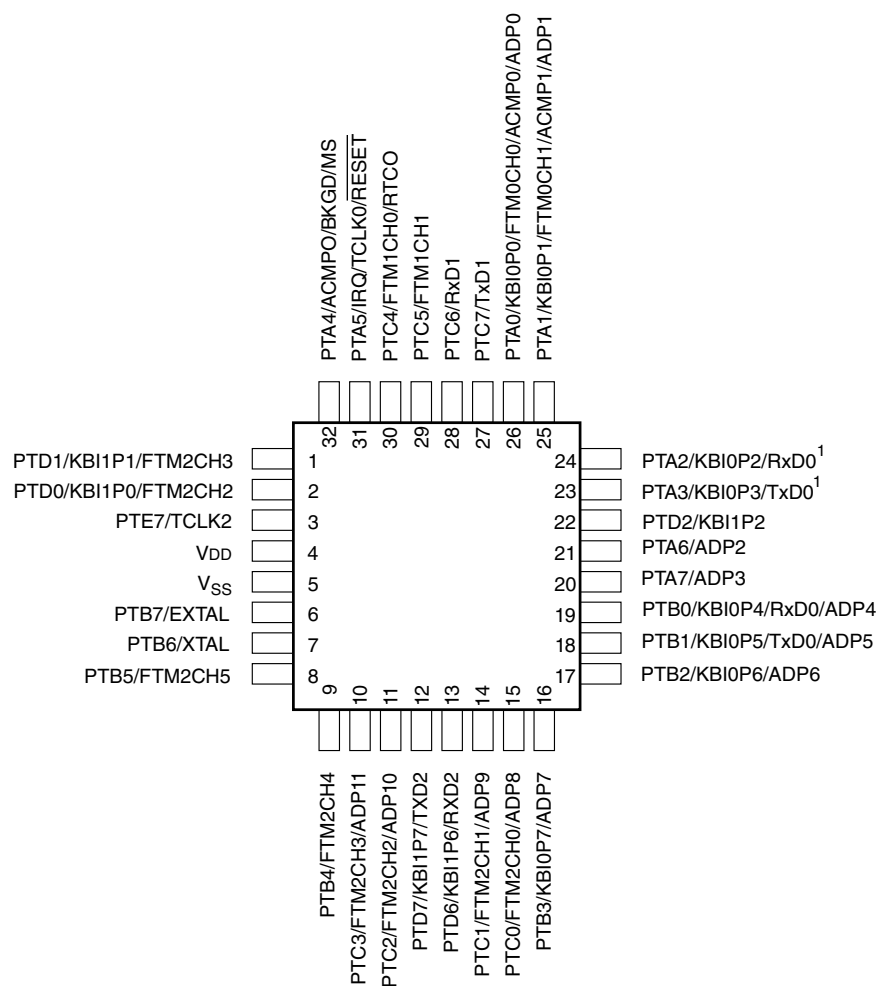 PTA4/ACMPO/BKGD/MS
PTA5/IRQ/TCLK0/RESET
PTC4/FTM1CH0/RTCO
PTC5/FTM1CH1
PTC6/RxD1
PTC7/TxD1
PTA0/KBI0P0/FTM0CH0/ACMP0/ADP0
PTA1/KBI0P1/FTM0CH1/ACMP1/ADP1
32
31
30
29
28
27
26
25
PTD1/KBI1P1/FTM2CH3 1
PTD0/KBI1P0/FTM2CH2 2
PTE7/TCLK2 3
VDD 4
VSS 5
PTB7/EXTAL 6
PTB6/XTAL 7
PTB5/FTM2CH5 8
24 PTA2/KBI0P2/RxD0¹
23 PTA3/KBI0P3/TxD0¹
22 PTD2/KBI1P2
21 PTA6/ADP2
20 PTA7/ADP3
19 PTB0/KBI0P4/RxD0/ADP4
18 PTB1/KBI0P5/TxD0/ADP5
17 PTB2/KBI0P6/ADP6
9
10
11
12
13
14
15
16
PTB4/FTM2CH4
PTC3/FTM2CH3/ADP11
PTC2/FTM2CH2/ADP10
PTD7/KBI1P7/TXD2
PTD6/KBI1P6/RXD2
PTC1/FTM2CH1/ADP9
PTC0/FTM2CH0/ADP8
PTB3/KBI0P7/ADP7